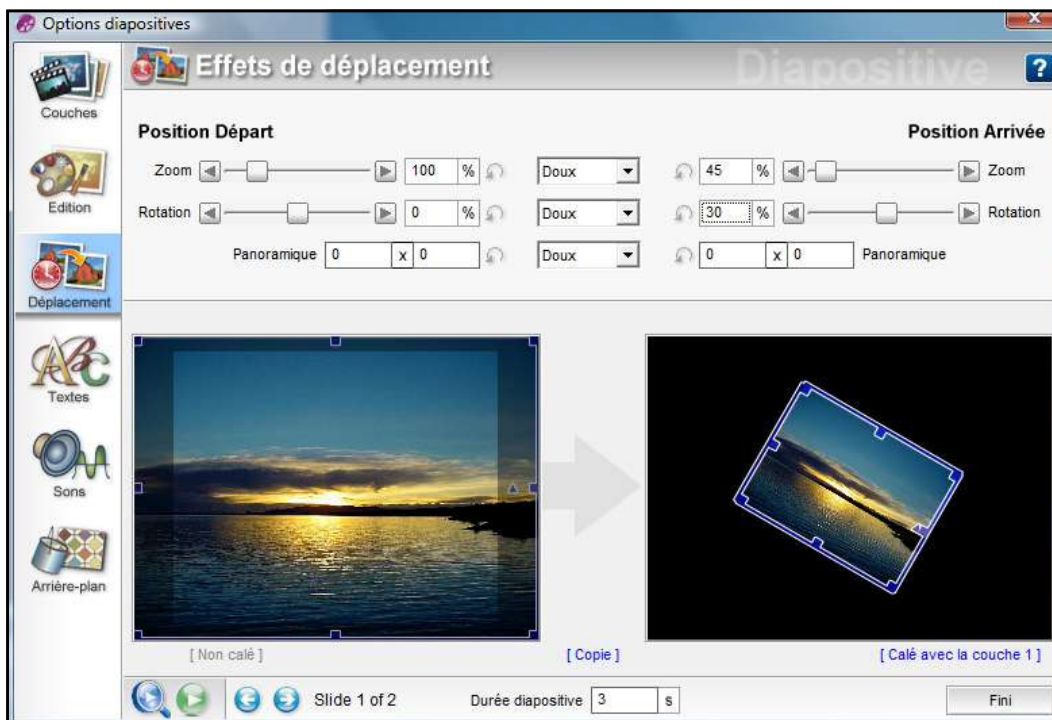 Options diapositives
Effets de déplacement
Diapositive
?
Couches
Edition
Déplacement
Textes
Sons
Arrière-plan
Position Départ
Position Arrivée
Zoom 100 % Doux 45 % Zoom
Rotation 0 % Doux 30 % Rotation
Panoramique 0 x 0 Doux 0 x 0 Panoramique
[ Non calé ]
[ Copie ]
[ Calé avec la couche 1 ]
Slide 1 of 2
Durée diapositive 3 s
Fini